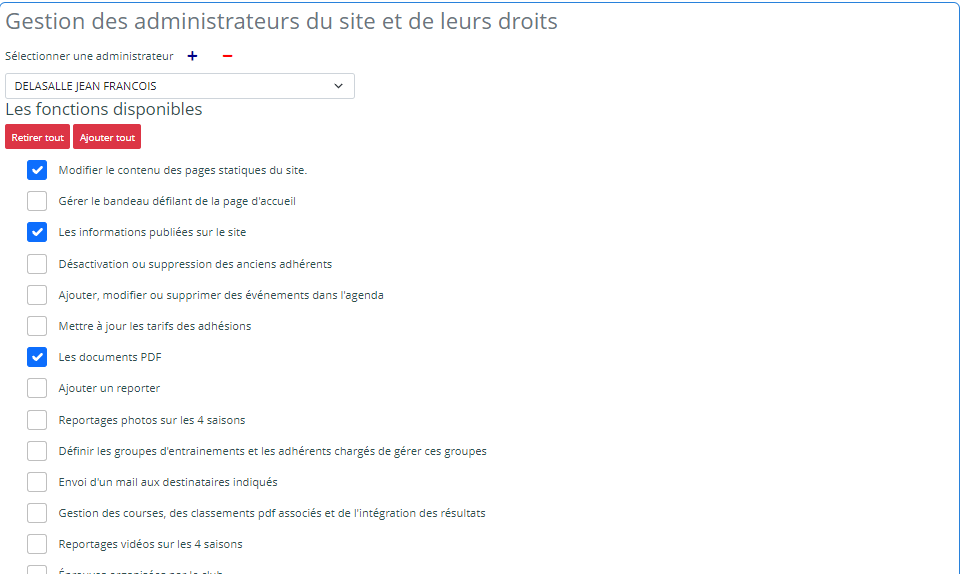 Gestion des administrateurs du site et de leurs droits
Sélectionner une administrateur + −
DELASALLE JEAN FRANCOIS
Les fonctions disponibles
Retirer tout Ajouter tout
Modifier le contenu des pages statiques du site.
Gérer le bandeau défilant de la page d'accueil
Les informations publiées sur le site
Désactivation ou suppression des anciens adhérents
Ajouter, modifier ou supprimer des événements dans l'agenda
Mettre à jour les tarifs des adhésions
Les documents PDF
Ajouter un reporter
Reportages photos sur les 4 saisons
Définir les groupes d'entrainements et les adhérents chargés de gérer ces groupes
Envoi d'un mail aux destinataires indiqués
Gestion des courses, des classements pdf associés et de l'intégration des résultats
Reportages vidéos sur les 4 saisons
Épreuves organisées par le club